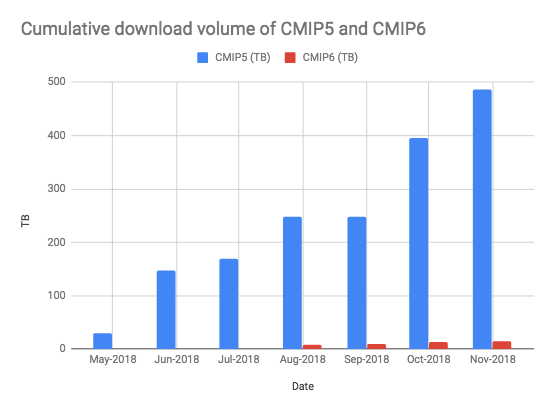 Cumulative download volume of CMIP5 and CMIP6
CMIP5 (TB) CMIP6 (TB)
500
400
300
200
100
0
TB
May-2018 Jun-2018 Jul-2018 Aug-2018 Sep-2018 Oct-2018 Nov-2018
Date